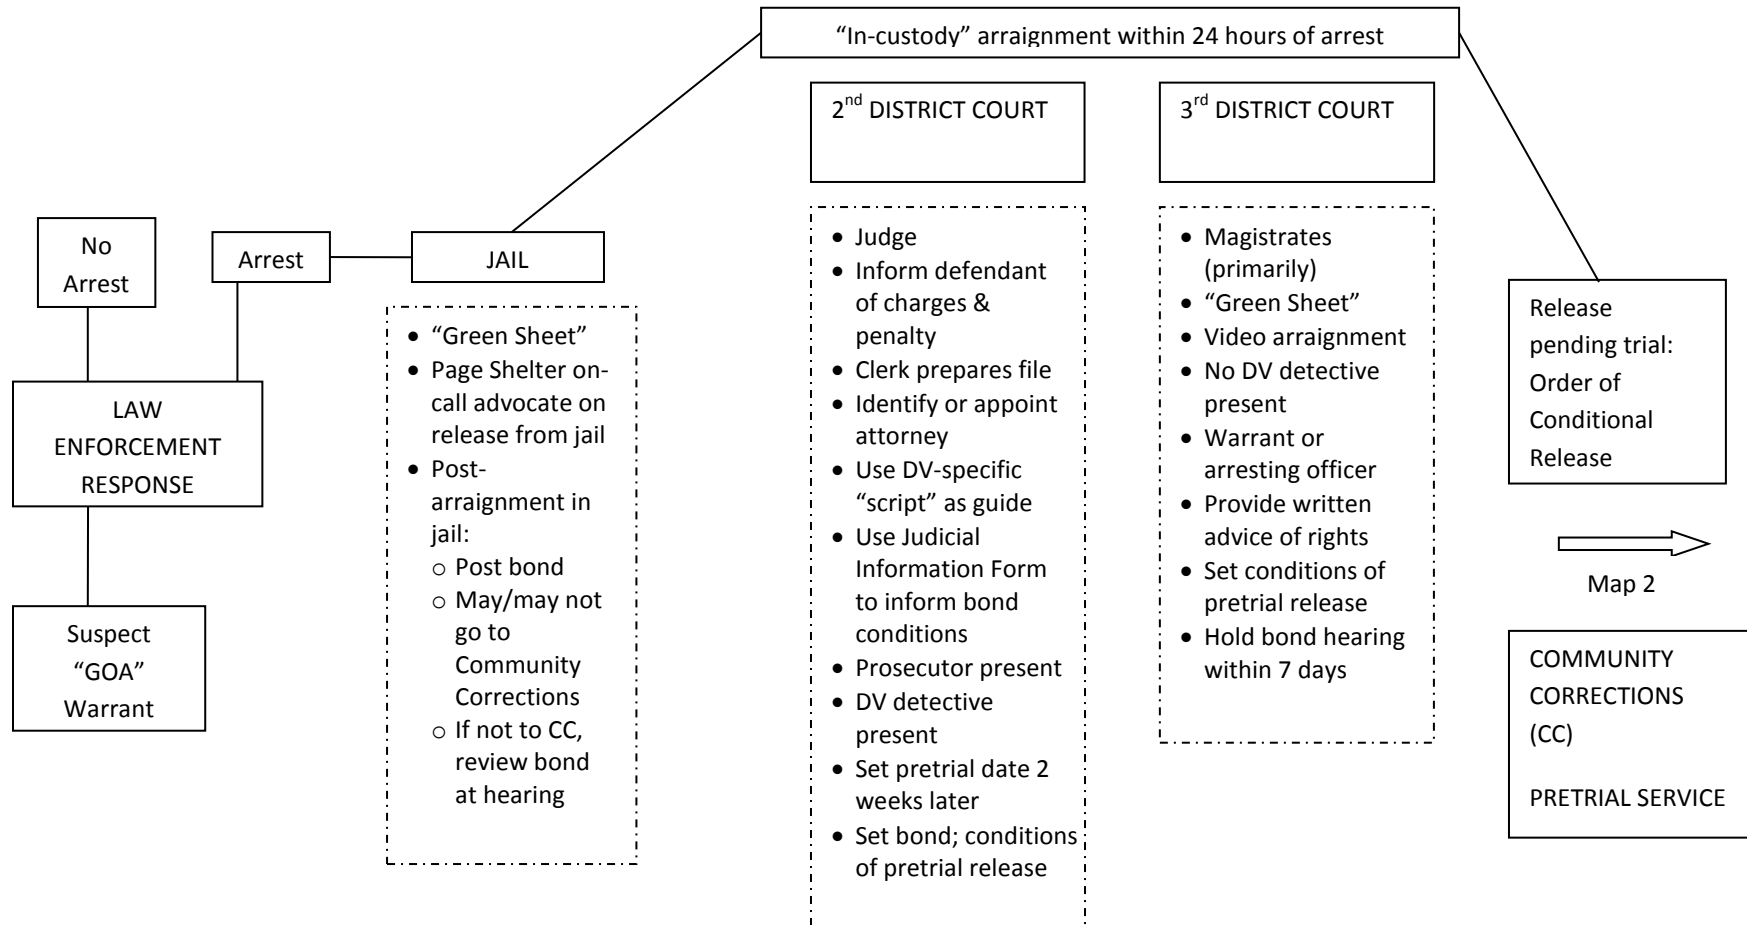 “In-custody” arraignment within 24 hours of arrest
2nd DISTRICT COURT
3rd DISTRICT COURT
No
Arrest
Arrest
JAIL
LAW
ENFORCEMENT
RESPONSE
Suspect
“GOA”
Warrant
• “Green Sheet”
• Page Shelter on-
call advocate on
release from jail
• Post-
arraignment in
jail:
o Post bond
o May/may not
go to
Community
Corrections
o If not to CC,
review bond
at hearing
• Judge
• Inform defendant
of charges &
penalty
• Clerk prepares file
• Identify or appoint
attorney
• Use DV-specific
“script” as guide
• Use Judicial
Information Form
to inform bond
conditions
• Prosecutor present
• DV detective
present
• Set pretrial date 2
weeks later
• Set bond; conditions
of pretrial release
• Magistrates
(primarily)
• “Green Sheet”
• Video arraignment
• No DV detective
present
• Warrant or
arresting officer
• Provide written
advice of rights
• Set conditions of
pretrial release
• Hold bond hearing
within 7 days
Release
pending trial:
Order of
Conditional
Release
Map 2
COMMUNITY
CORRECTIONS
(CC)
PRETRIAL SERVICE